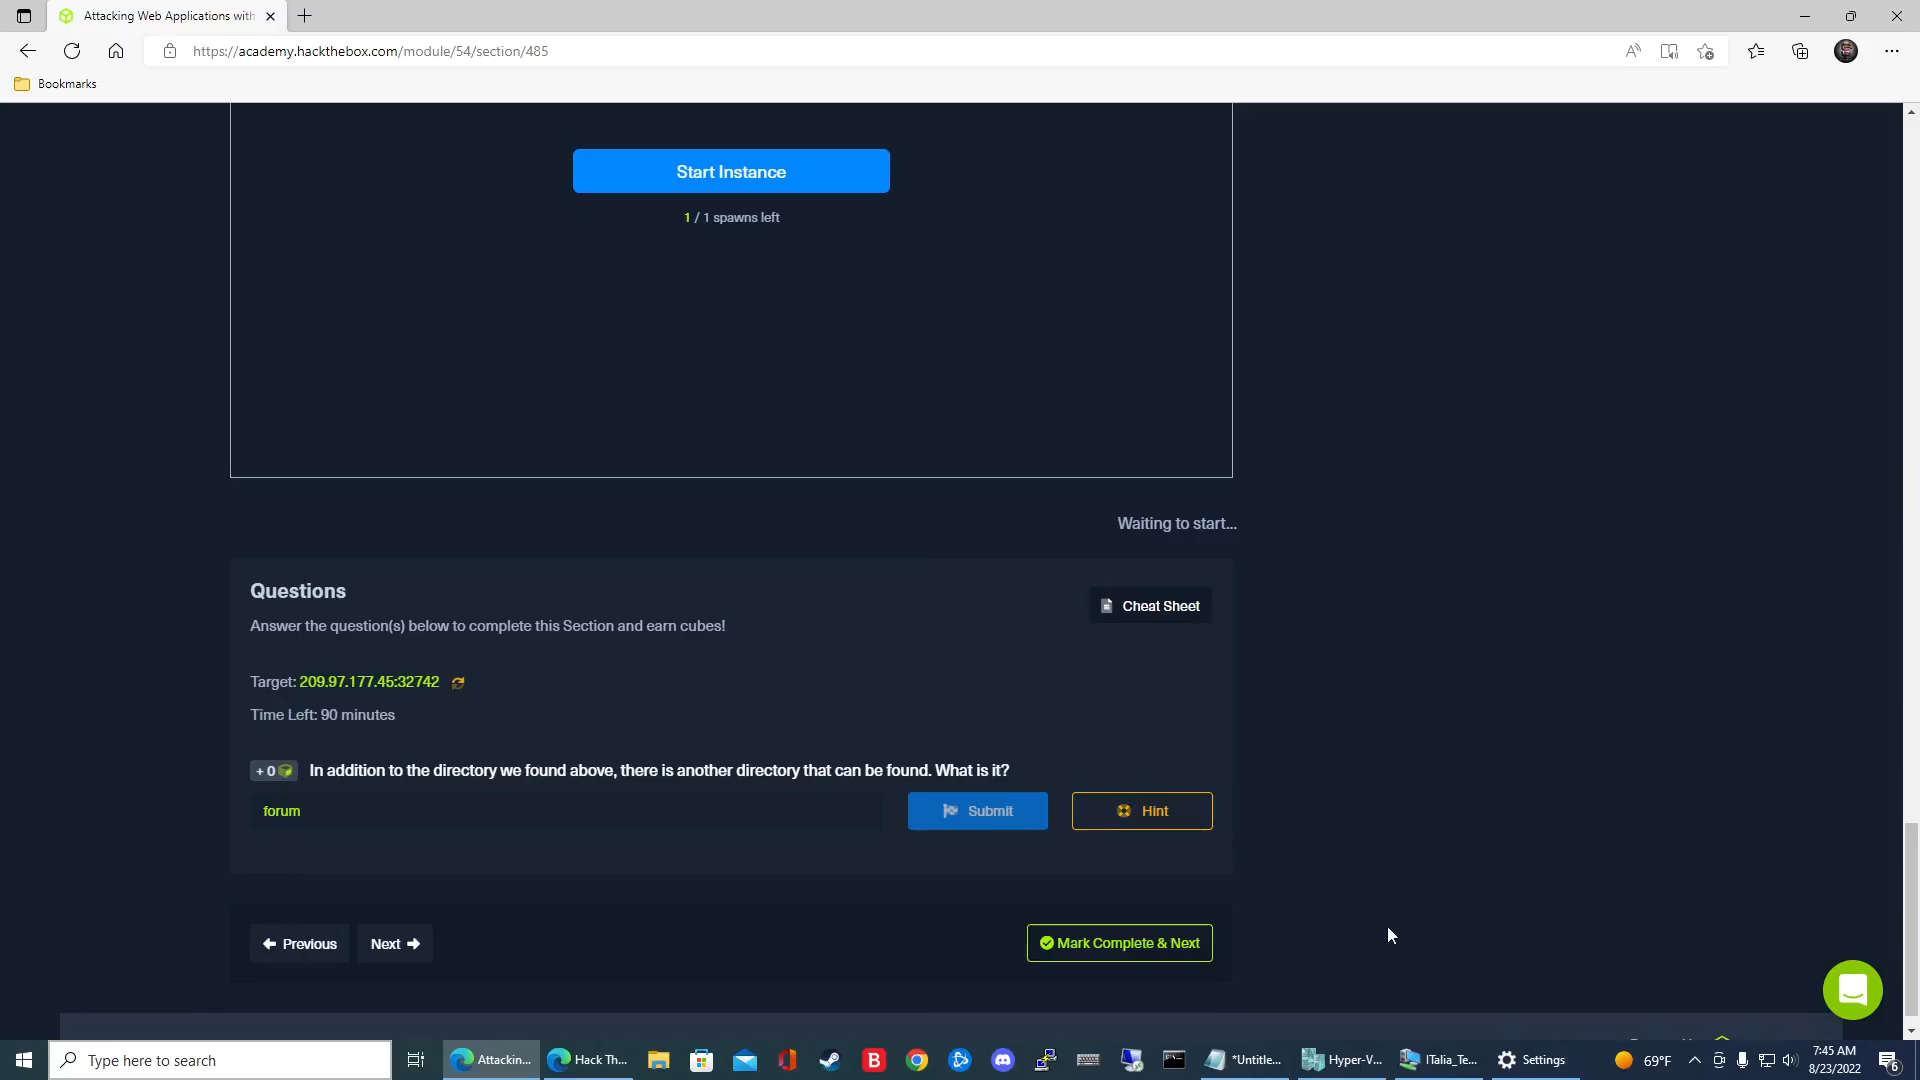 Attacking Web Applications with
https://academy.hackthebox.com/module/54/section/485
Bookmarks
Start Instance
1 / 1 spawns left
Waiting to start...
Questions
Cheat Sheet
Answer the question(s) below to complete this Section and earn cubes!
Target: 209.97.177.45:32742
Time Left: 90 minutes
+ 0 In addition to the directory we found above, there is another directory that can be found. What is it?
forum
Submit
Hint
Previous
Next
Mark Complete & Next
Type here to search
Attackin...
Hack Th...
*Untitle...
Hyper-V...
ITalia_Te...
Settings
69°F
7:45 AM
8/23/2022
6